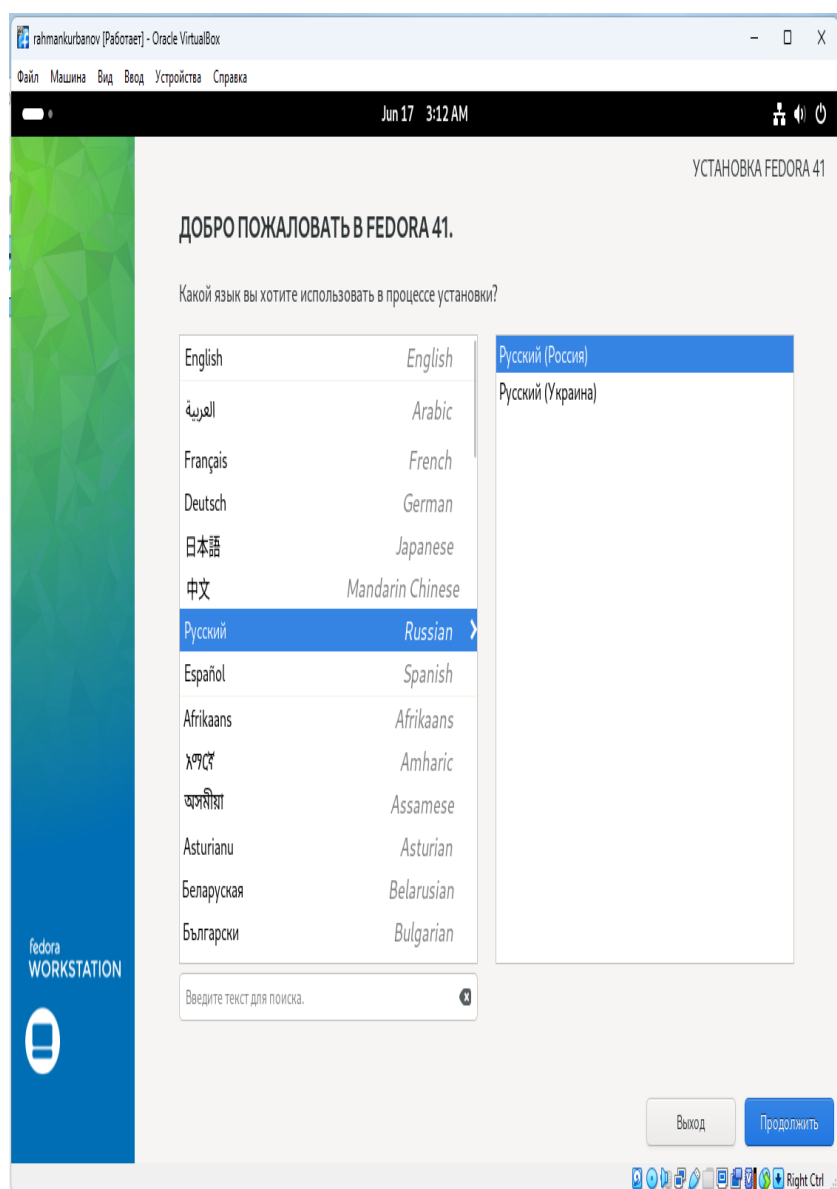 rahmankurbanov [Работает] - Oracle VirtualBox
Файл Машина Вид Ввод Устройства Справка
Jun 17 3:12 AM
УСТАНОВКА FEDORA 41
ДОБРО ПОЖАЛОВАТЬ В FEDORA 41.
Какой язык вы хотите использовать в процессе установки?
English English
العربية Arabic
Français French
Deutsch German
日本語 Japanese
中文 Mandarin Chinese
Русский Russian
Español Spanish
Afrikaans Afrikaans
አማርኛ Amharic
অসমীয়া Assamese
Asturianu Asturian
Беларуская Belarusian
Български Bulgarian
Русский (Россия)
Русский (Украина)
Введите текст для поиска.
fedora
WORKSTATION
Выход Продолжить
Right Ctrl